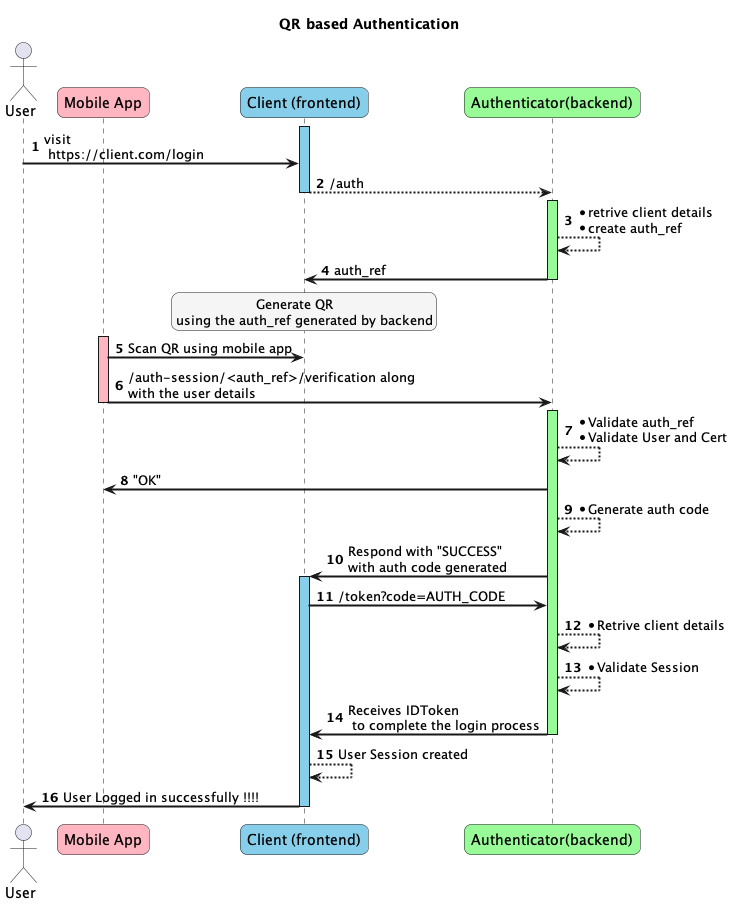 QR based Authentication
User
Mobile App
Client (frontend)
Authenticator(backend)
1 visit
https://client.com/login
2 /auth
3 • retrive client details
• create auth_ref
4 auth_ref
Generate QR
using the auth_ref generated by backend
5 Scan QR using mobile app
6 /auth-session/<auth_ref>/verification along
with the user details
7 • Validate auth_ref
• Validate User and Cert
8 "OK"
9 • Generate auth code
10 Respond with "SUCCESS"
with auth code generated
11 /token?code=AUTH_CODE
12 • Retrive client details
13 • Validate Session
14 Receives IDToken
to complete the login process
15 User Session created
16 User Logged in successfully !!!!
User
Mobile App
Client (frontend)
Authenticator(backend)